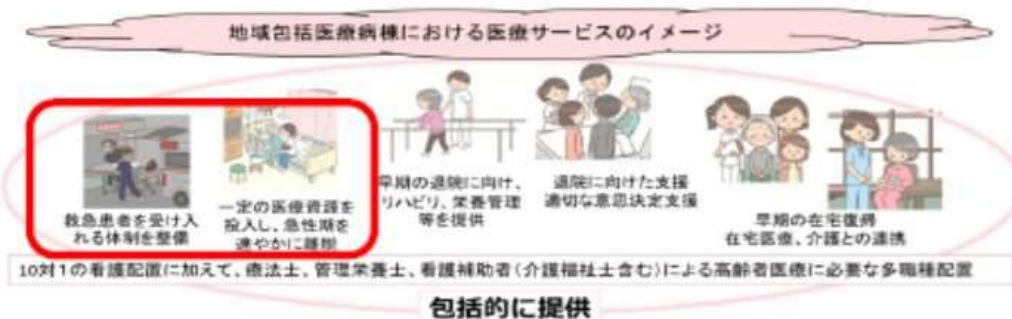 地域包括医療病棟における医療サービスのイメージ
救急患者を受け入
れる体制を整備
一定の医療資源を
投入し、急性期を
速やかに離脱
早期の退院に向け、
リハビリ、栄養管理
等を提供
退院に向けた支援
適切な意思決定支援
早期の在宅復帰
在宅医療、介護との連携
10対1の看護配置に加えて、療法士、管理栄養士、看護補助者(介護福祉士含む)による高齢者医療に必要な多職種配置
包括的に提供